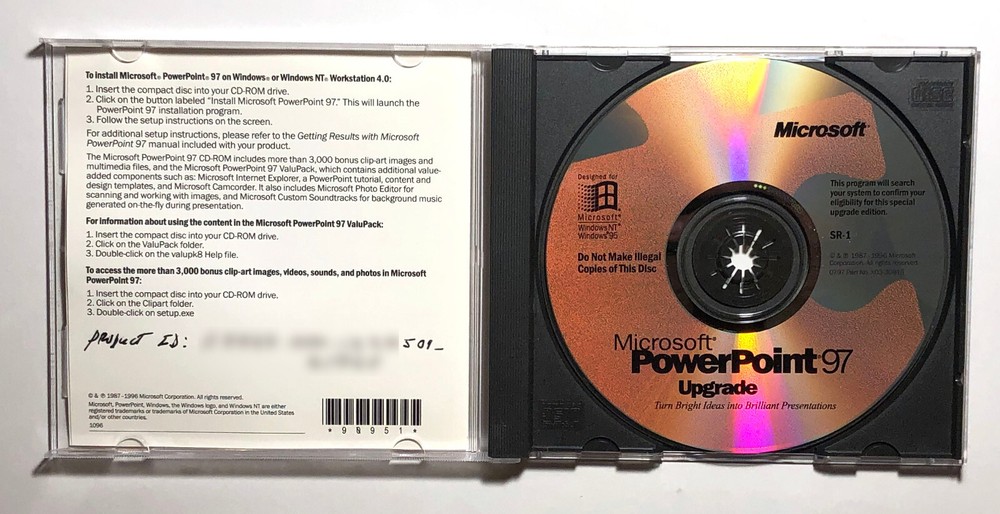 To install Microsoft® PowerPoint® 97 on Windows® or Windows NT® Workstation 4.0:
1. Insert the compact disc into your CD-ROM drive.
2. Click on the button labeled "Install Microsoft PowerPoint 97." This will launch the
PowerPoint 97 installation program.
3. Follow the setup instructions on the screen.
For additional setup instructions, please refer to the Getting Results with Microsoft
PowerPoint 97 manual included with your product.
The Microsoft PowerPoint 97 CD-ROM includes more than 3,000 bonus clip-art images and
multimedia files, and the Microsoft PowerPoint 97 ValuPack, which contains additional value-
added components such as: Microsoft Internet Explorer, a PowerPoint tutorial, content and
design templates, and Microsoft Camcorder. It also includes Microsoft Photo Editor for
scanning and working with images, and Microsoft Custom Soundtracks for background music
generated on-the-fly during presentation.
For information about using the content in the Microsoft PowerPoint 97 ValuPack:
1. Insert the compact disc into your CD-ROM drive.
2. Click on the ValuPack folder.
3. Double-click on the valupk8 Help file.
To access the more than 3,000 bonus clip-art images, videos, sounds, and photos in Microsoft
PowerPoint 97:
1. Insert the compact disc into your CD-ROM drive.
2. Click on the Clipart folder.
3. Double-click on setup.exe
Product ID: 501-
© & ℗ 1987-1996 Microsoft Corporation. All rights reserved.
Microsoft, PowerPoint, Windows, the Windows logo, and Windows NT are either
registered trademarks or trademarks of Microsoft Corporation in the United States
and/or other countries.
1096
*98951*
Microsoft®
Designed for
Microsoft®
Windows NT®
Windows®95
This program will search
your system to confirm your
eligibility for this special
upgrade edition.
SR-1
© & ℗ 1987-1996 Microsoft
Corporation. All rights reserved.
Do Not Make Illegal
Copies of This Disc
Microsoft®
PowerPoint®97
Upgrade
Turn Bright Ideas into Brilliant Presentations